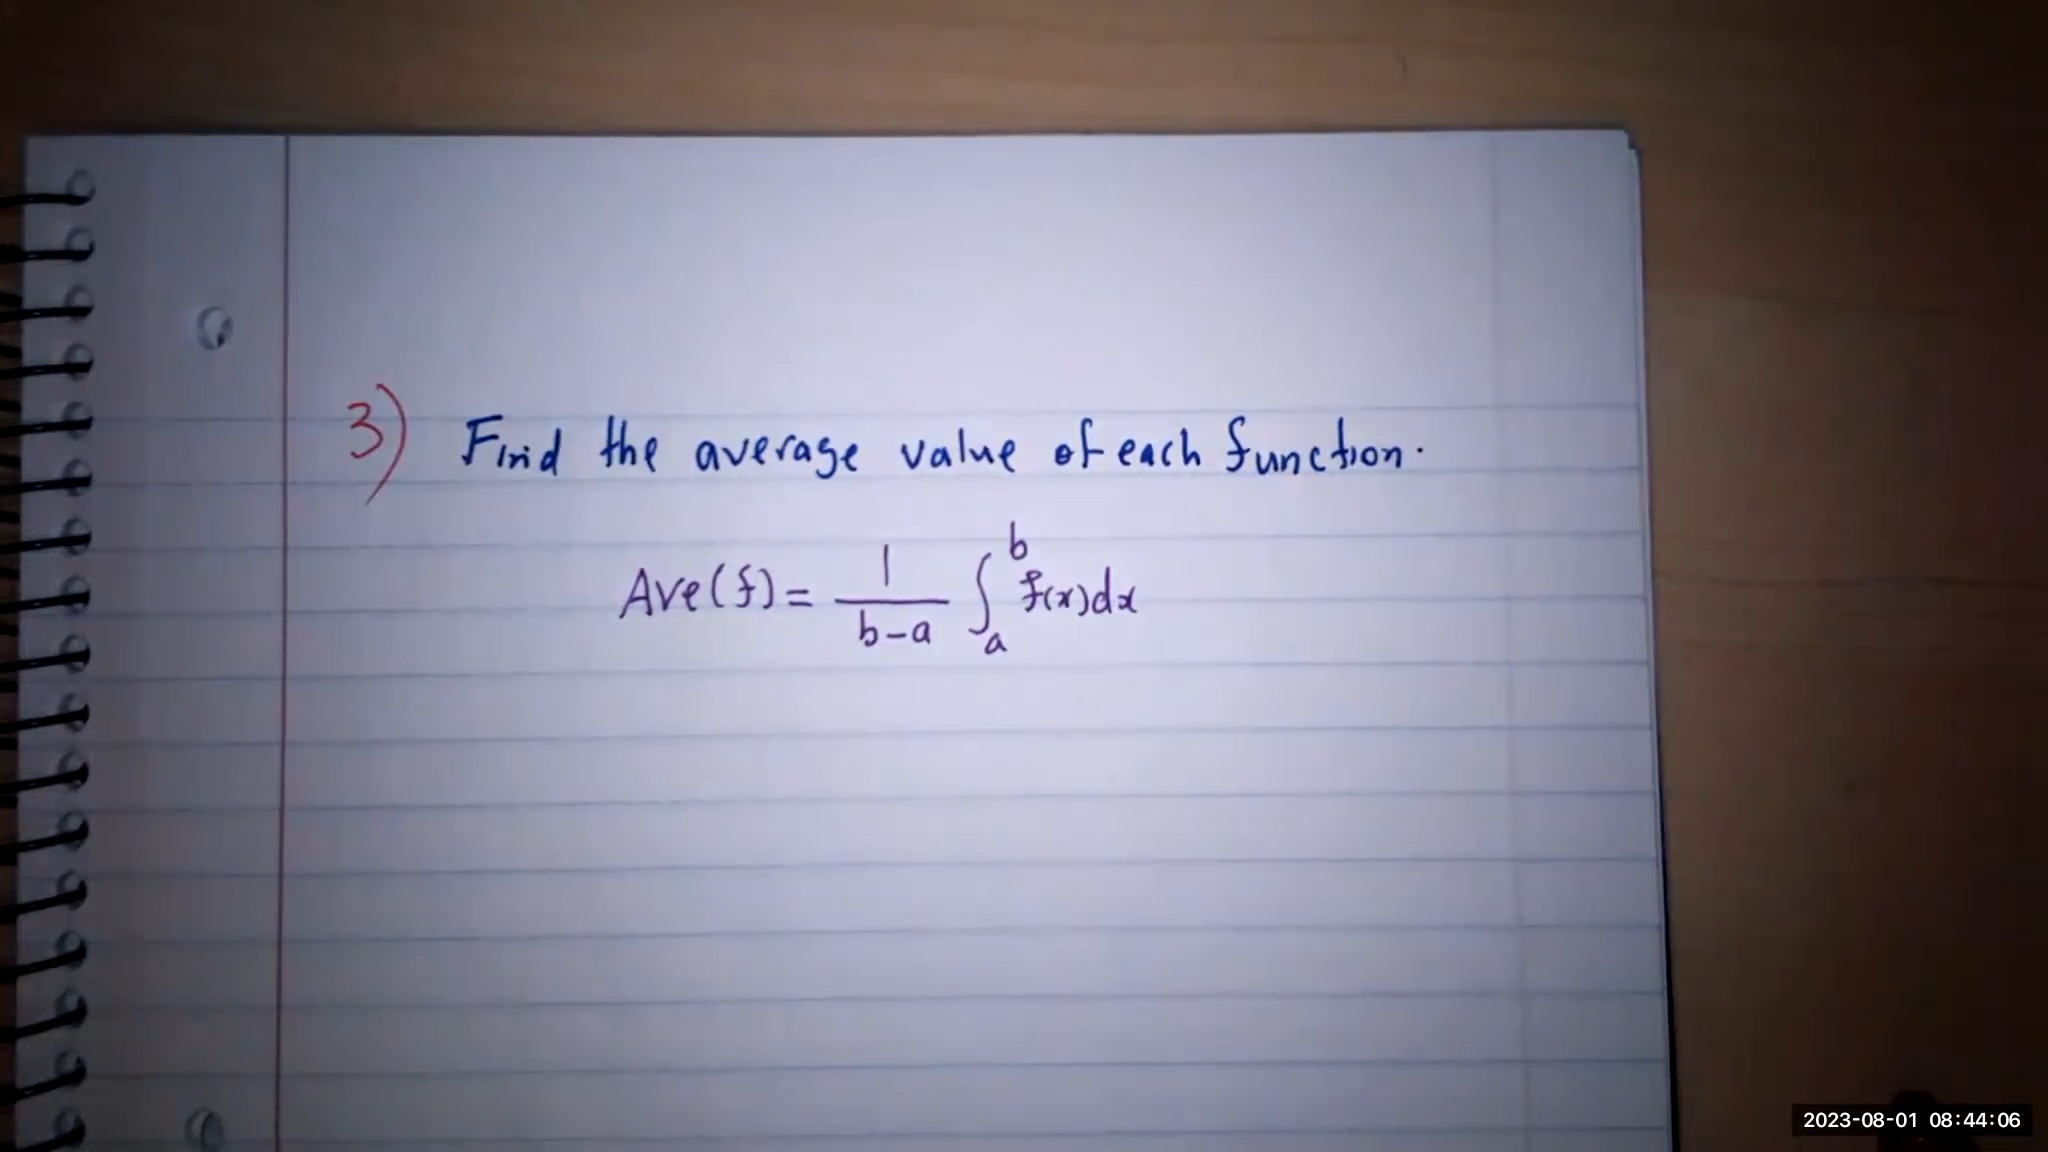 3) Find the average value of each function.
Ave(f) = 1/(b-a) ∫_a^b f(x)dx
2023-08-01 08:44:06